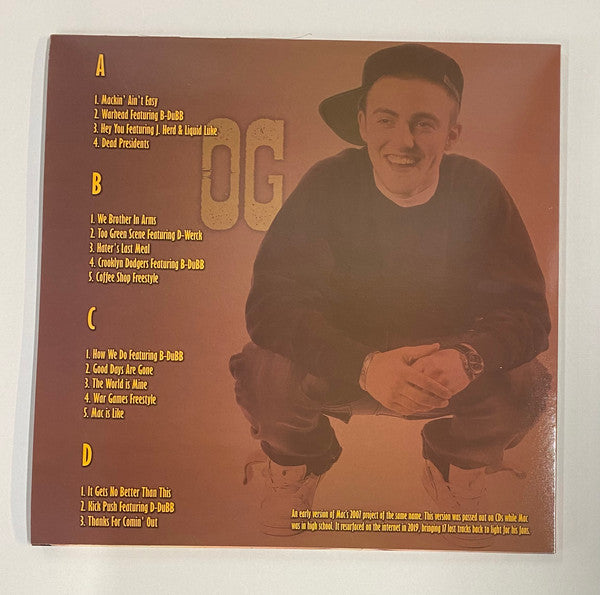 A
1. Mackin' Ain't Easy
2. Warhead Featuring B-DuBB
3. Hey You Featuring J. Herd & Liquid Luke
4. Dead Presidents
OG
B
1. We Brother In Arms
2. Too Green Scene Featuring D-Werck
3. Hater's Last Meal
4. Crooklyn Dodgers Featuring B-DuBB
5. Coffee Shop Freestyle
C
1. How We Do Featuring B-DuBB
2. Good Days Are Gone
3. The World is Mine
4. War Games Freestyle
5. Mac is Like
D
1. It Gets No Better Than This
2. Kick Push Featuring D-DuBB
3. Thanks For Comin' Out
An early version of Mac's 2007 project of the same name. This version was passed out on CDs while Mac
was in high school. It resurfaced on the internet in 2019, bringing 17 lost tracks back to light for his fans.